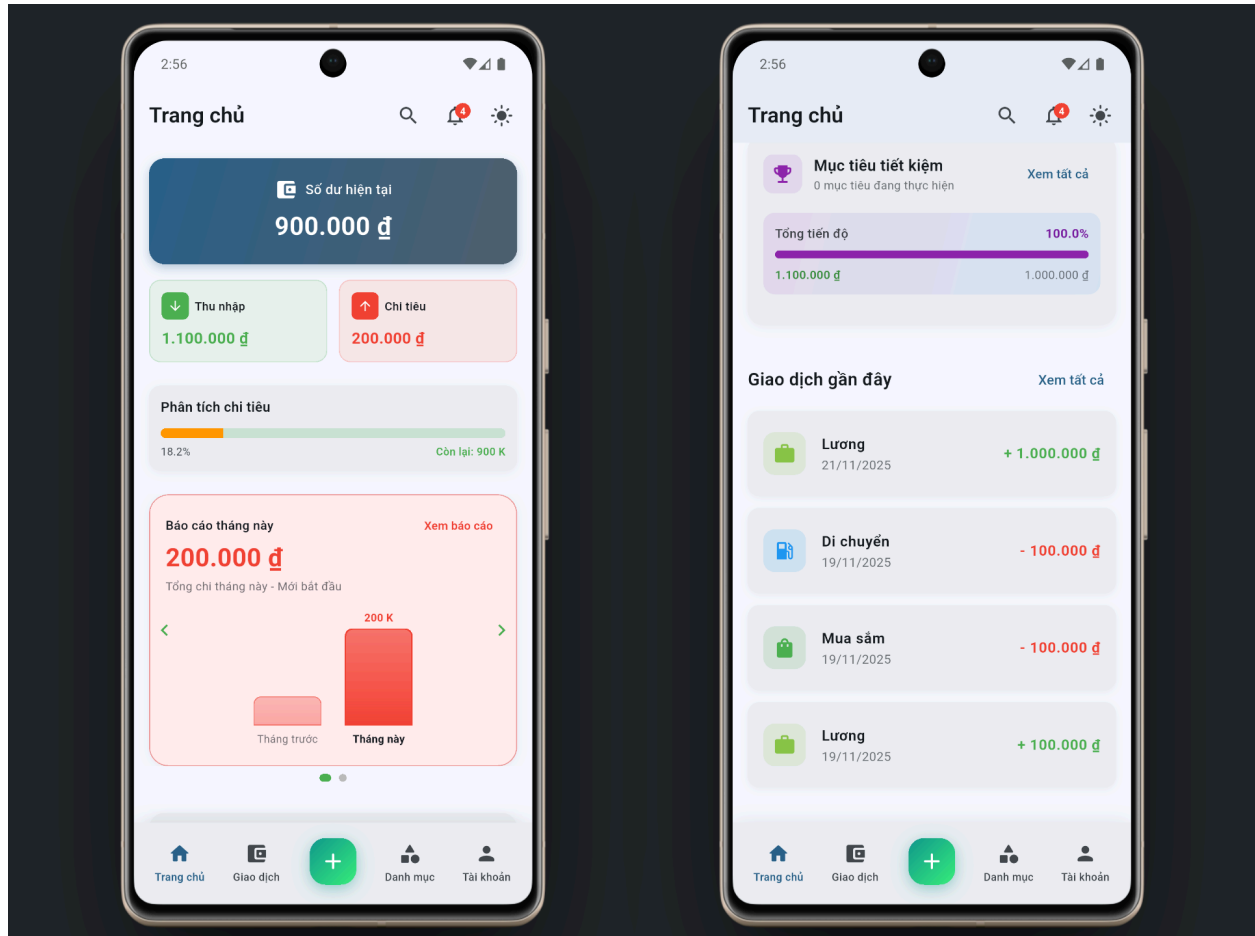 2:56
Trang chủ
4
Số dư hiện tại
900.000 ₫
Thu nhập
1.100.000 ₫
Chi tiêu
200.000 ₫
Phân tích chi tiêu
18.2%
Còn lại: 900 K
Báo cáo tháng này
Xem báo cáo
200.000 ₫
Tổng chi tháng này - Mới bắt đầu
200 K
Tháng trước
Tháng này
Trang chủ
Giao dịch
Danh mục
Tài khoản
2:56
Trang chủ
4
Mục tiêu tiết kiệm
0 mục tiêu đang thực hiện
Xem tất cả
Tổng tiến độ
100.0%
1.100.000 ₫
1.000.000 ₫
Giao dịch gần đây
Xem tất cả
Lương
21/11/2025
+ 1.000.000 ₫
Di chuyển
19/11/2025
- 100.000 ₫
Mua sắm
19/11/2025
- 100.000 ₫
Lương
19/11/2025
+ 100.000 ₫
Trang chủ
Giao dịch
Danh mục
Tài khoản